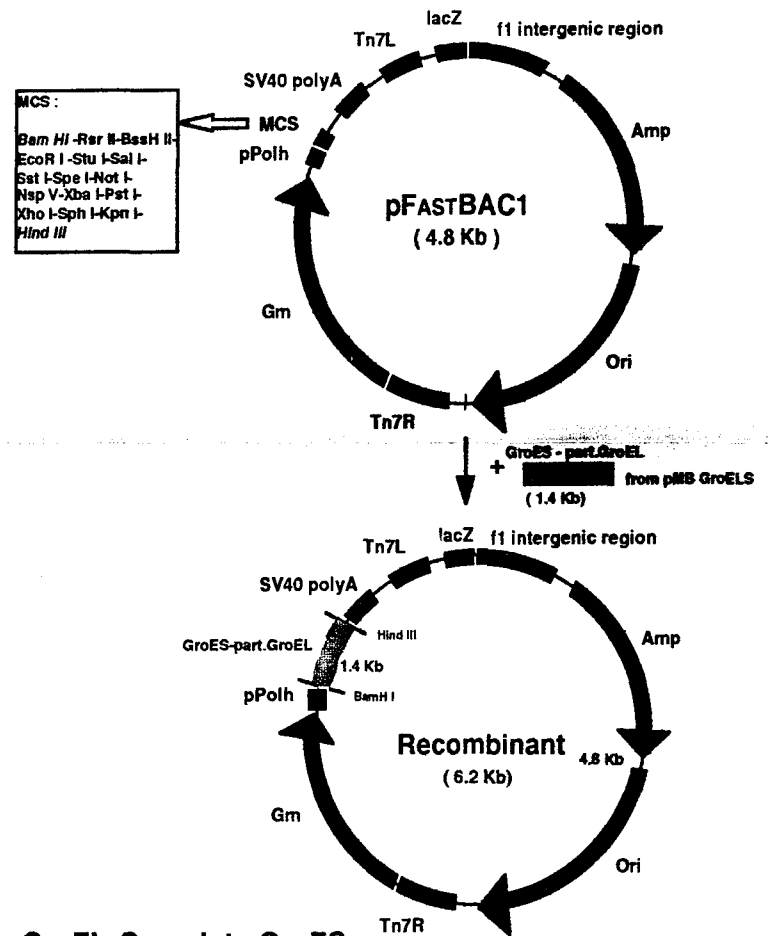 lacZ
f1 intergenic region
Tn7L
SV40 polyA
MCS
pPolh
Amp
MCS :
Bam HI -Rsr II-BssH II-
EcoR I -Stu I-Sal I-
Sst I-Spe I-Not I-
Nsp V-Xba I-Pst I-
Xho I-Sph I-Kpn I-
Hind III
pFASTBAC1
( 4.8 Kb )
Gm
Ori
Tn7R
+
GroES - part.GroEL
from pMB GroELS
( 1.4 Kb)
lacZ
f1 intergenic region
Tn7L
SV40 polyA
Hind III
GroES-part.GroEL
1.4 Kb
Amp
pPolh
BamH I
Recombinant
4.8 Kb
(6.2 Kb)
Gm
Ori
Tn7R